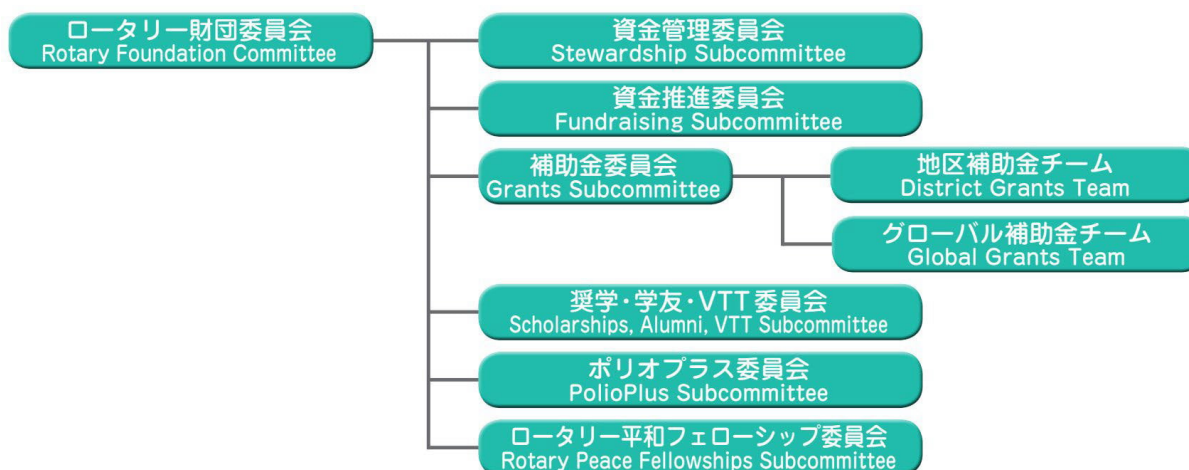 ロータリー財団委員会
Rotary Foundation Committee
資金管理委員会
Stewardship Subcommittee
資金推進委員会
Fundraising Subcommittee
補助金委員会
Grants Subcommittee
地区補助金チーム
District Grants Team
グローバル補助金チーム
Global Grants Team
奨学・学友・VTT委員会
Scholarships, Alumni, VTT Subcommittee
ポリオプラス委員会
PolioPlus Subcommittee
ロータリー平和フェローシップ委員会
Rotary Peace Fellowships Subcommittee